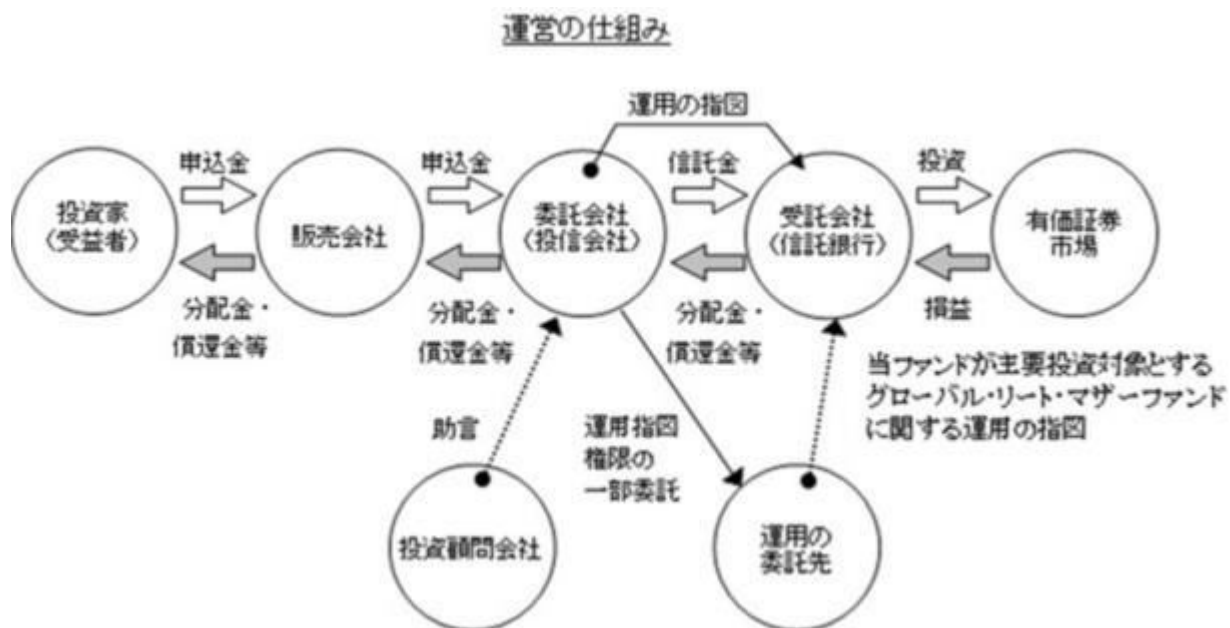 運営の仕組み
運用の指図
申込金
申込金
信託金
投資
投資家
〈受益者〉
販売会社
委託会社
〈投信会社〉
受託会社
〈信託銀行〉
有価証券
市場
分配金・
償還金等
分配金・
償還金等
分配金・
償還金等
損益
当ファンドが主要投資対象とする
グローバル・リート・マザーファンド
に関する運用の指図
助言
運用指図
権限の
一部委託
投資顧問会社
運用の
委託先